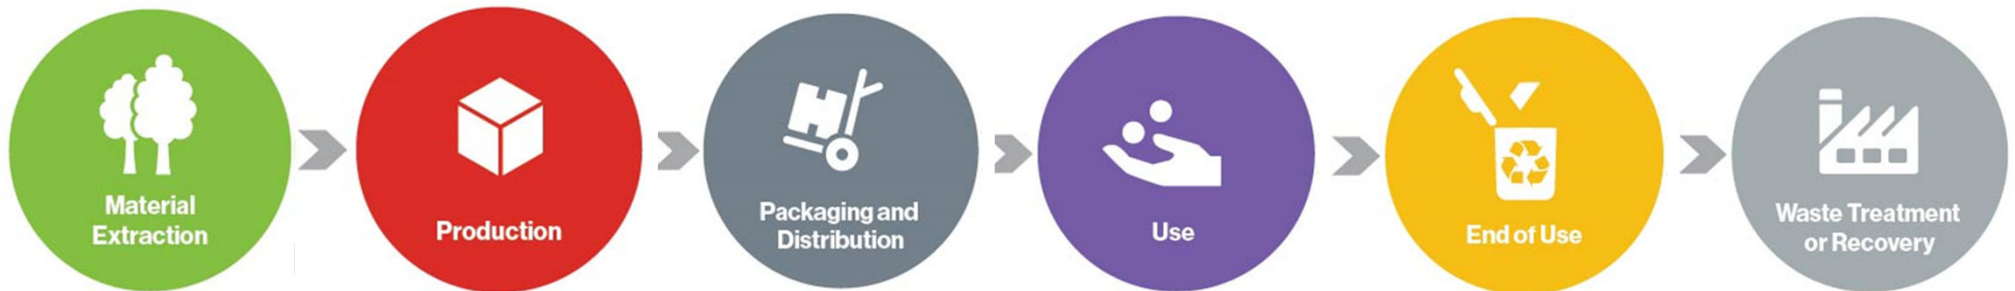 Material
Extraction
Production
Packaging and
Distribution
Use
End of Use
Waste Treatment
or Recovery